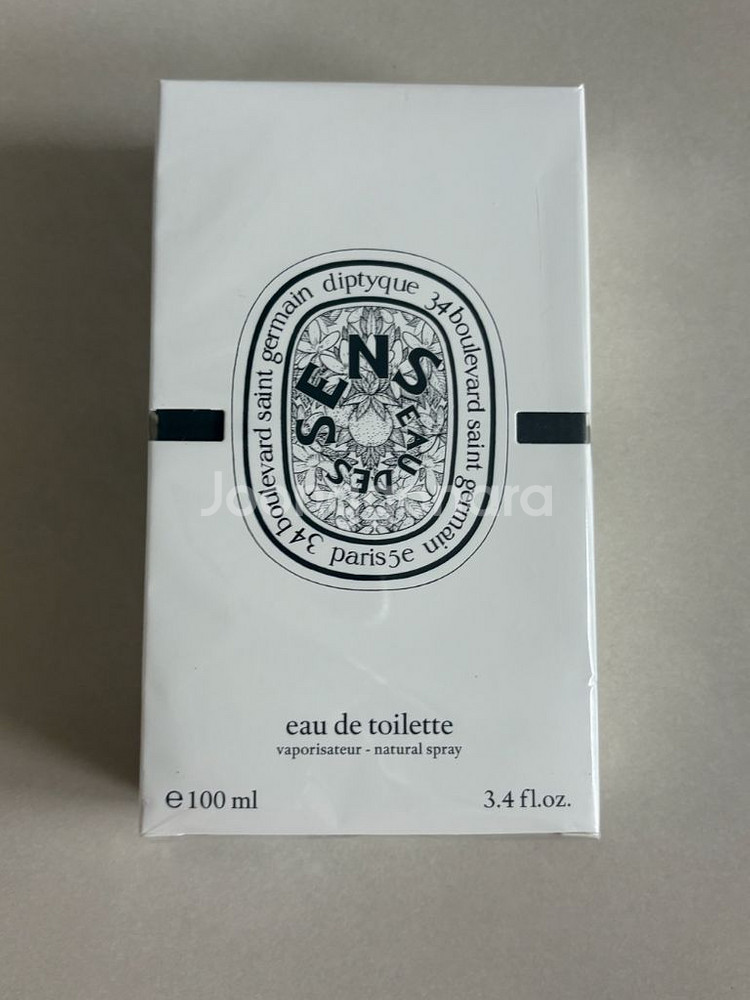 diptyque 34 boulevard saint germain paris 5e 34 boulevard saint germain
SENS
EAU DES
SENS
eau de toilette
vaporisateur - natural spray
℮ 100 ml
3.4 fl.oz.